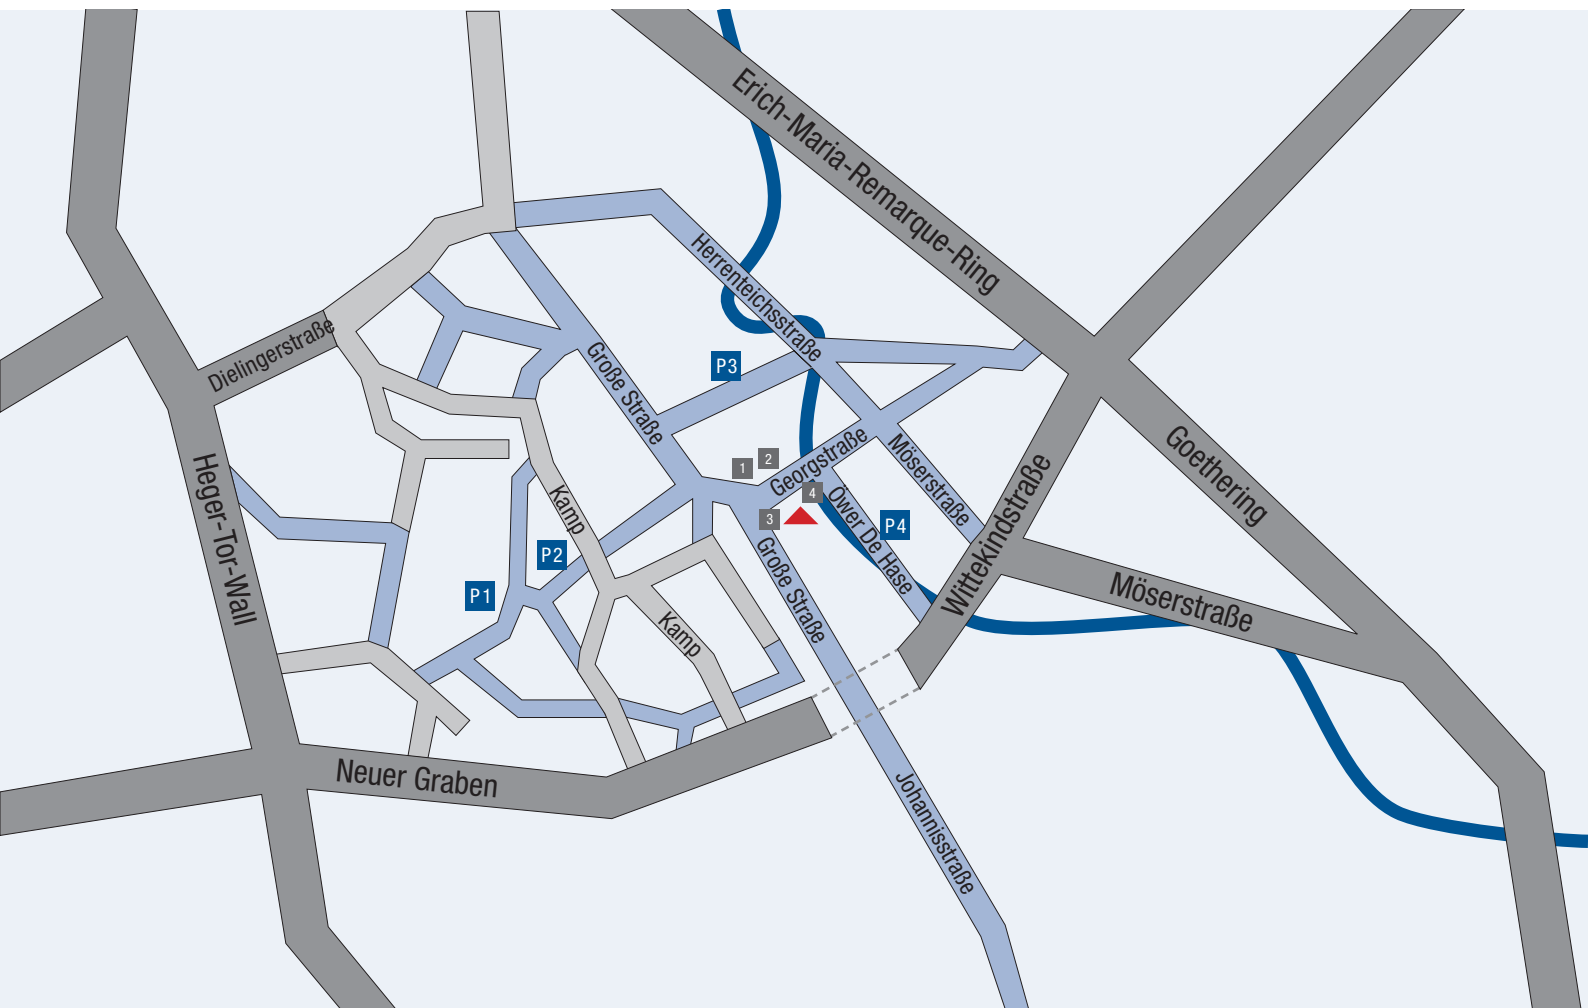 Erich-Maria-Remarque-Ring
Herrenteichsstraße
Dielingerstraße
Große Straße
P3
Georgstraße
Möserstraße
Goethering
1
2
Heger-Tor-Wall
Kamp
4
3
Öwer De Hase
P4
Wittekindstraße
P2
P1
Große Straße
Möserstraße
Kamp
Neuer Graben
Johannisstraße